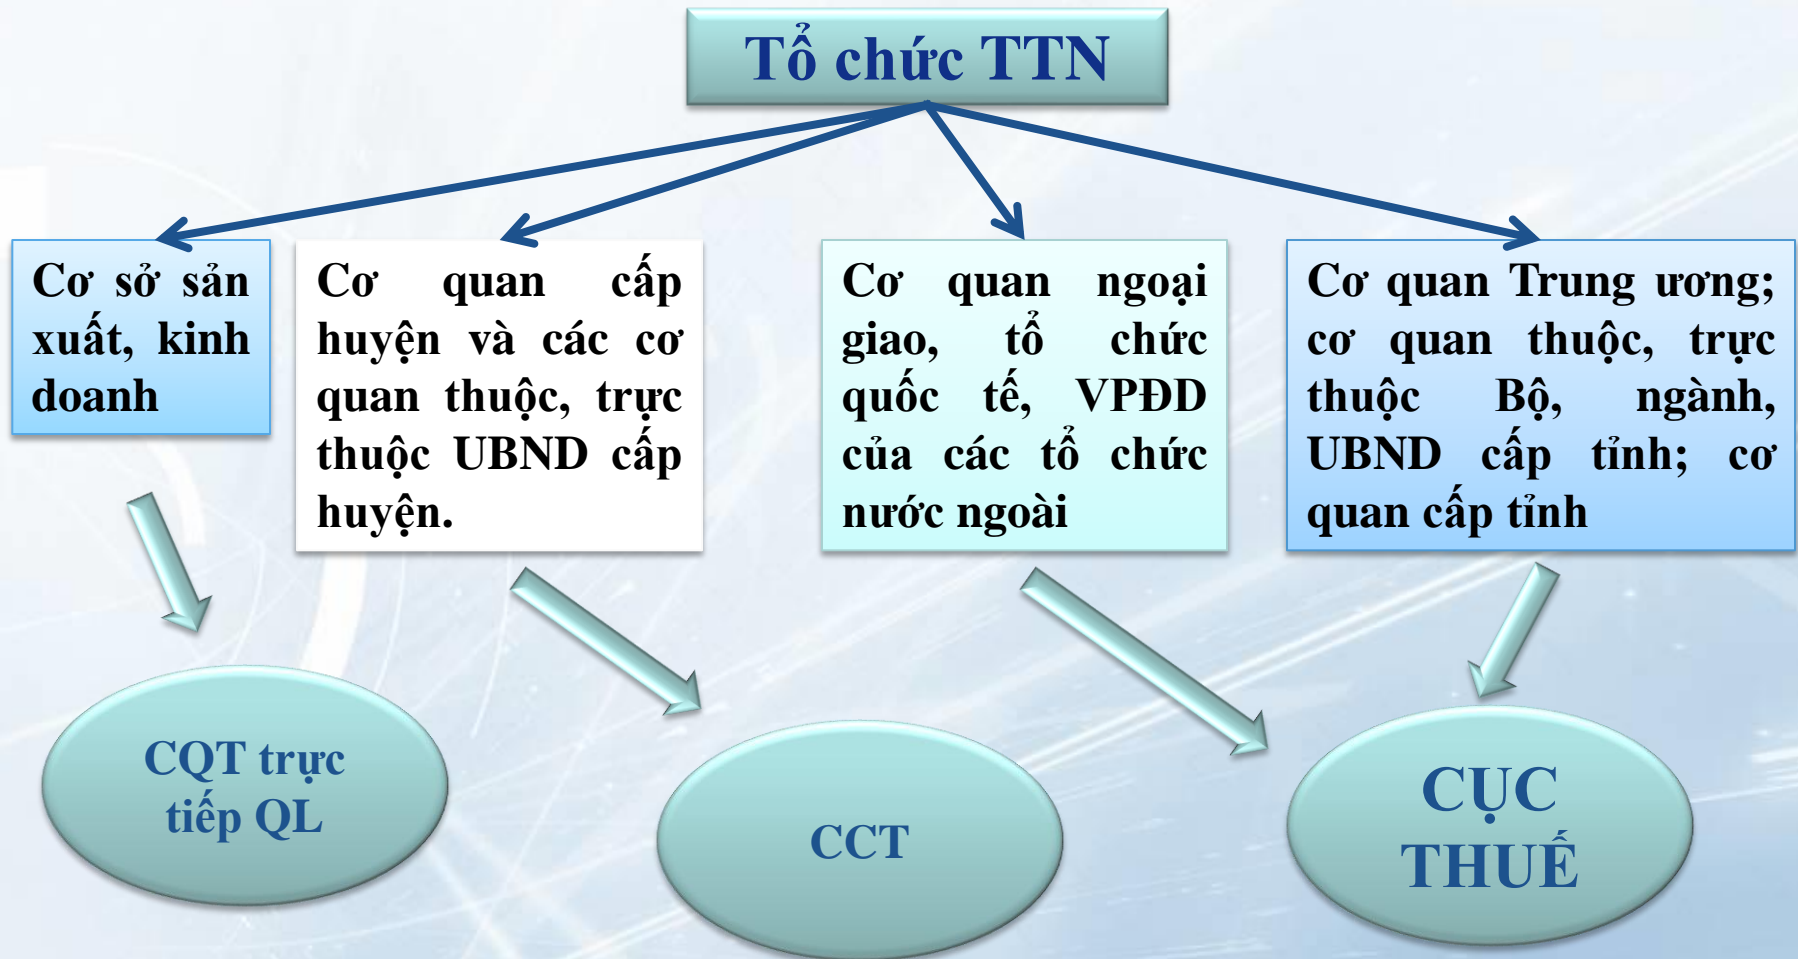 Tổ chức TTN
Cơ sở sản
xuất, kinh
doanh
Cơ quan cấp
huyện và các cơ
quan thuộc, trực
thuộc UBND cấp
huyện.
Cơ quan ngoại
giao, tổ chức
quốc tế, VPĐD
của các tổ chức
nước ngoài
Cơ quan Trung ương;
cơ quan thuộc, trực
thuộc Bộ, ngành,
UBND cấp tỉnh; cơ
quan cấp tỉnh
CQT trực
tiếp QL
CCT
CỤC
THUẾ